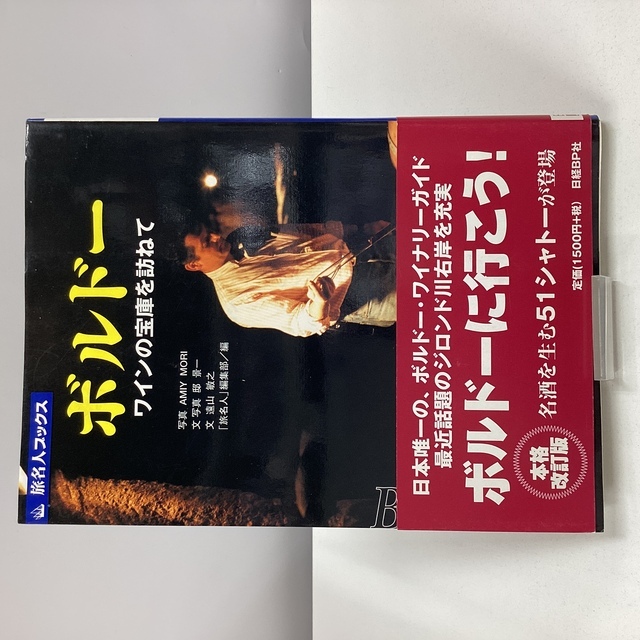 旅名人ブックス
ボルドー
ワインの宝庫を訪ねて
写真 AMIY MORI
文 写真 邸 景一
文 遠山 敏之
「旅名人」編集部/編
B
日本唯一の、ボルドー・ワイナリーガイド
最近話題のジロンド川右岸を充実
ボルドーに行こう!
本格
改訂版
名酒を生む51シャトーが登場
定価(1500円+税) 日経BP社